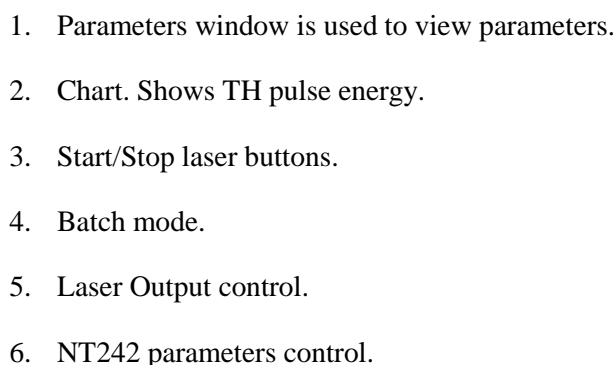 1. Parameters window is used to view parameters.
2. Chart. Shows TH pulse energy.
3. Start/Stop laser buttons.
4. Batch mode.
5. Laser Output control.
6. NT242 parameters control.